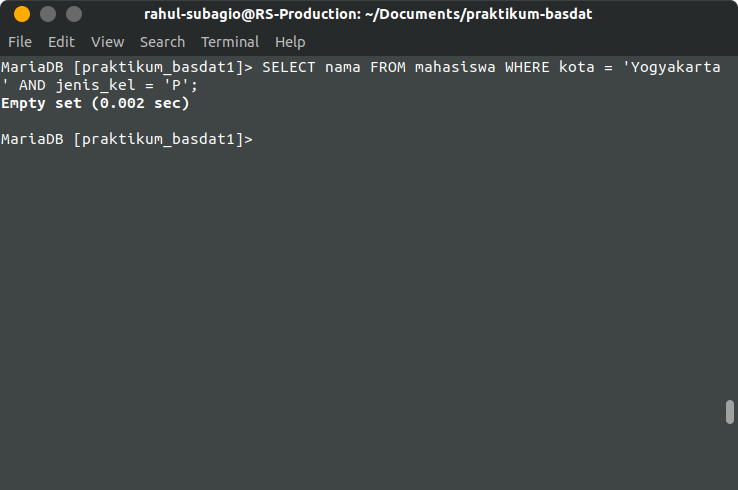 rahul-subagio@RS-Production: ~/Documents/praktikum-basdat
File Edit View Search Terminal Help
MariaDB [praktikum_basdat1]> SELECT nama FROM mahasiswa WHERE kota = 'Yogyakarta
' AND jenis_kel = 'P';
Empty set (0.002 sec)
MariaDB [praktikum_basdat1]>